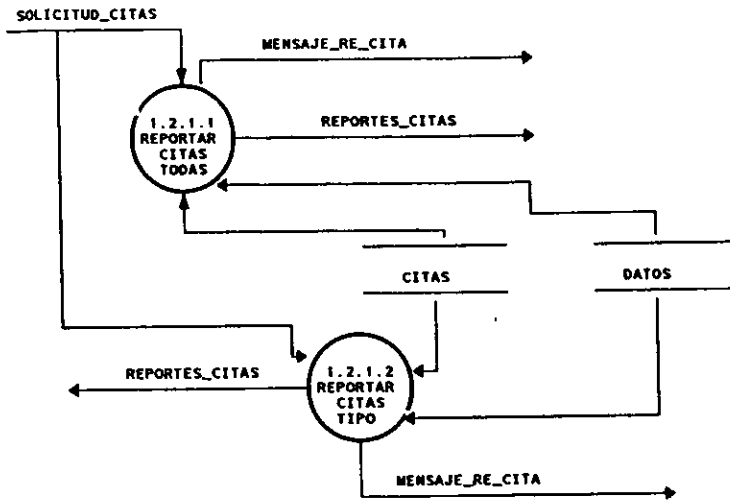 SOLICITUD_CITAS
MENSAJE_RE_CITA
1.2.1.1
REPORTAR
CITAS
TODAS
REPORTES_CITAS
CITAS
DATOS
1.2.1.2
REPORTAR
CITAS
TIPO
REPORTES_CITAS
MENSAJE_RE_CITA